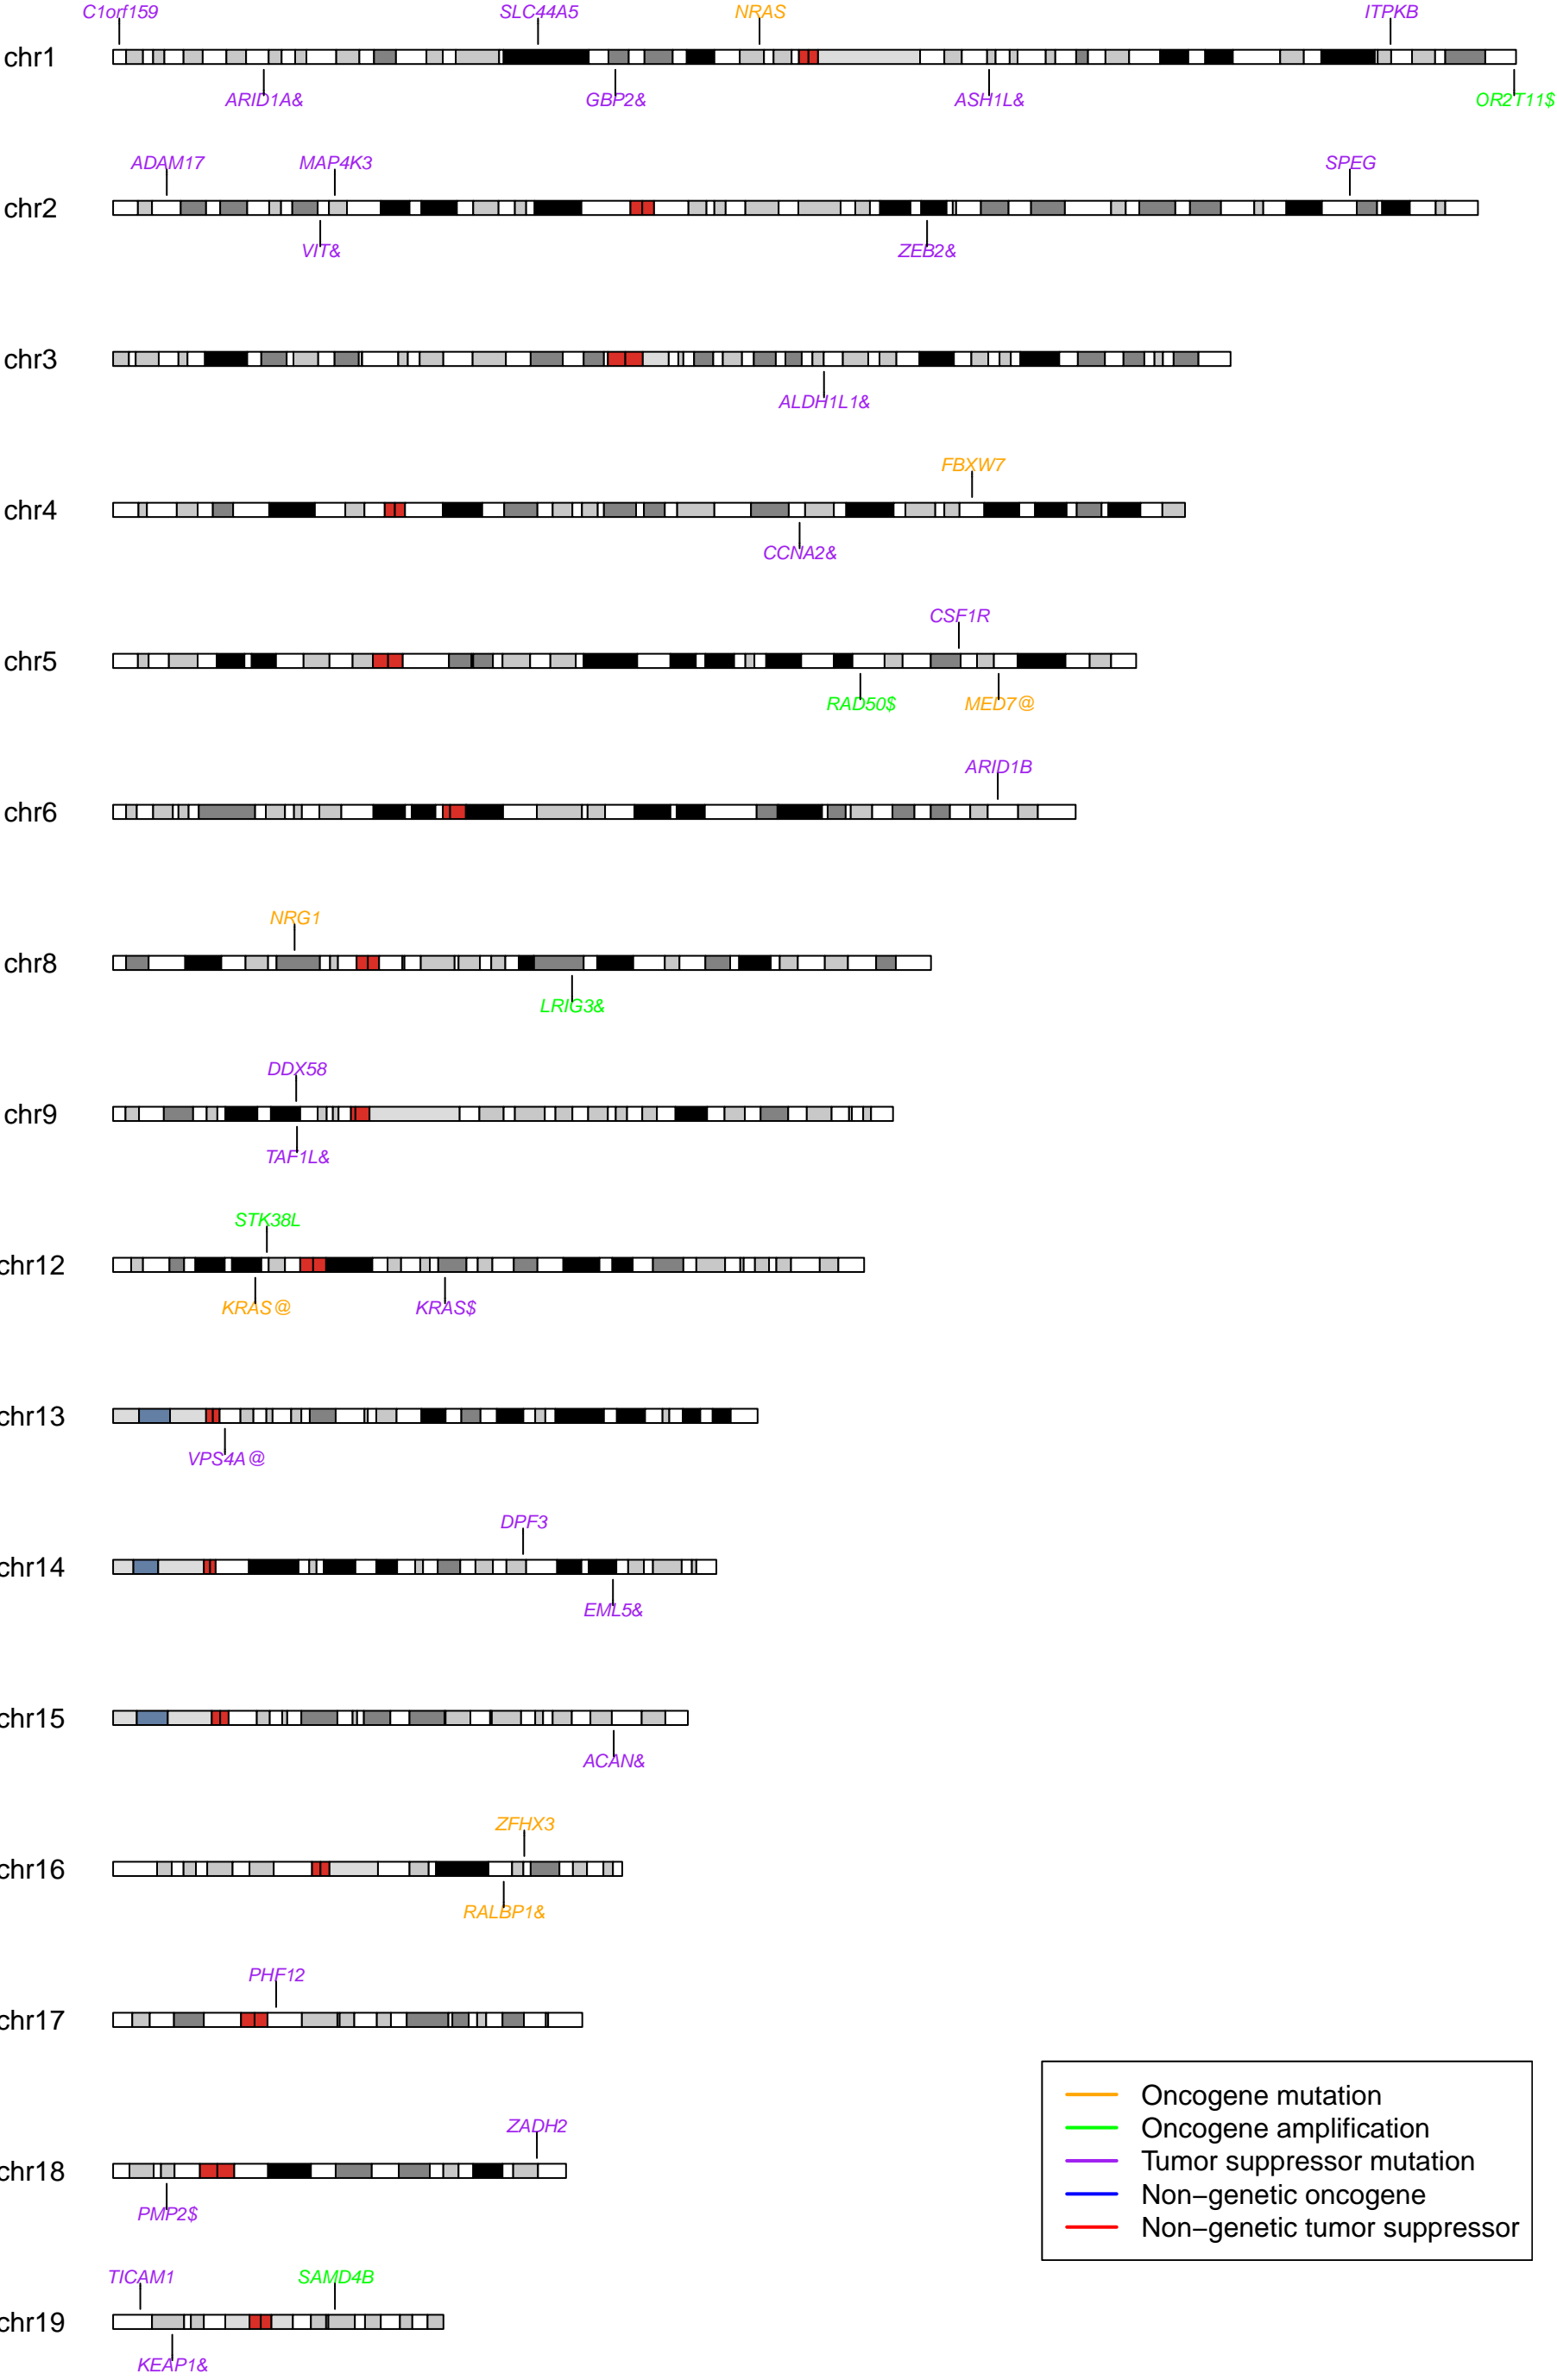 C1orf159 SLC44A5 NRAS ITPKB
chr1
ARID1A& GBP2& ASH1L& OR2T11$
ADAM17 MAP4K3 SPEG
chr2
VIT& ZEB2&
chr3
ALDH1L1&
FBXW7
chr4
CCNA2&
CSF1R
chr5
RAD50$ MED7@
ARID1B
chr6
NRG1
chr8
LRIG3&
DDX58
chr9
TAF1L&
STK38L
chr12
KRAS@ KRAS$
chr13
VPS4A@
DPF3
chr14
EML5&
chr15
ACAN&
ZFHX3
chr16
RALBP1&
PHF12
chr17
Oncogene mutation
Oncogene amplification
Tumor suppressor mutation
Non−genetic oncogene
Non−genetic tumor suppressor
ZADH2
chr18
PMP2$
TICAM1 SAMD4B
chr19
KEAP1&